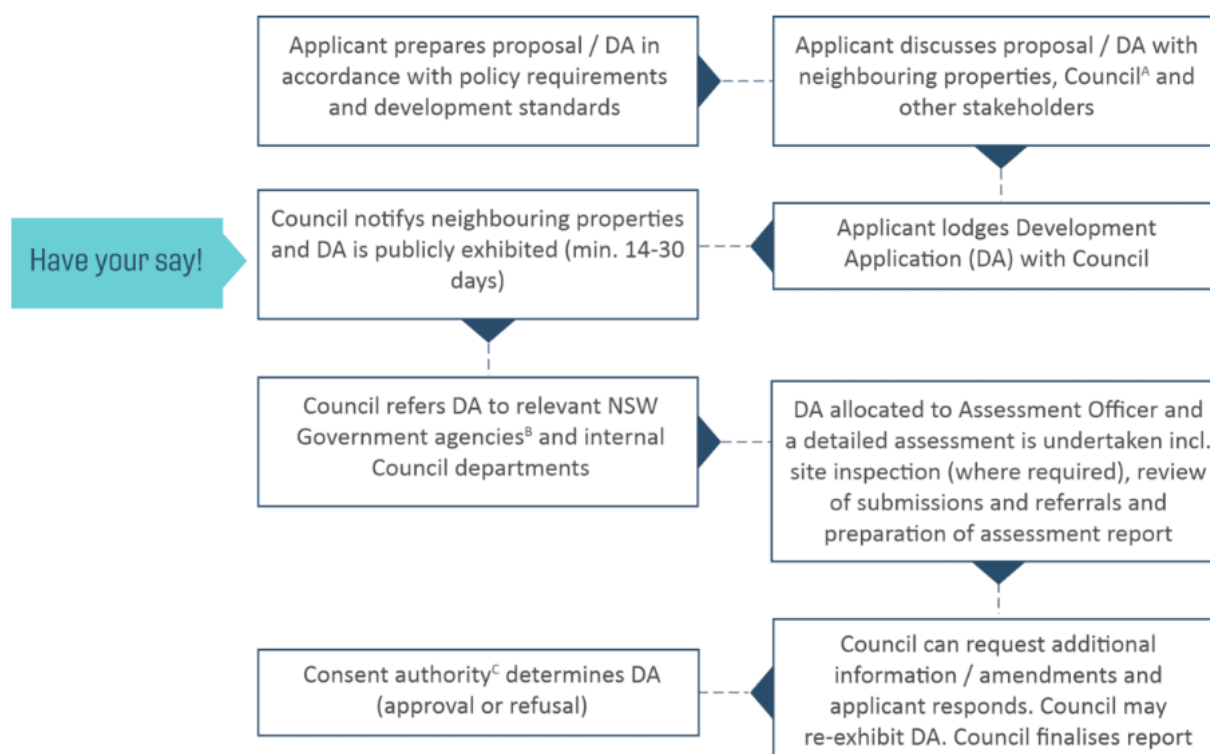 Applicant prepares proposal / DA in
accordance with policy requirements
and development standards
Applicant discusses proposal / DA with
neighbouring properties, Councilᴬ and
other stakeholders
Applicant lodges Development
Application (DA) with Council
Have your say!
Council notifys neighbouring properties
and DA is publicly exhibited (min. 14-30
days)
Council refers DA to relevant NSW
Government agenciesᴮ and internal
Council departments
DA allocated to Assessment Officer and
a detailed assessment is undertaken incl.
site inspection (where required), review
of submissions and referrals and
preparation of assessment report
Council can request additional
information / amendments and
applicant responds. Council may
re-exhibit DA. Council finalises report
Consent authorityᶜ determines DA
(approval or refusal)